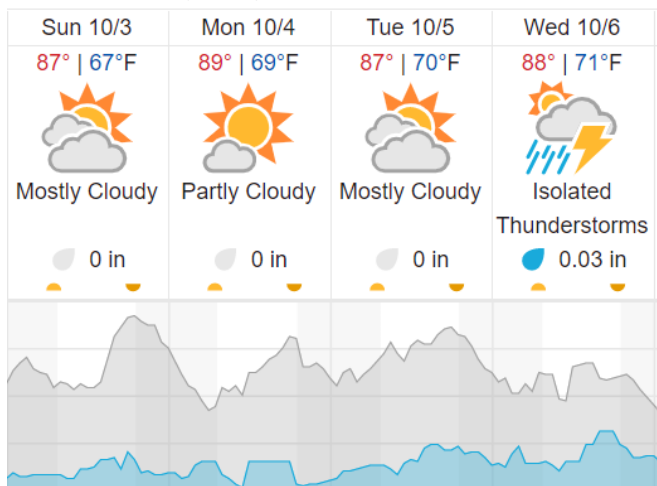 Sun 10/3
Mon 10/4
Tue 10/5
Wed 10/6
87° | 67°F
89° | 69°F
87° | 70°F
88° | 71°F
Mostly Cloudy
Partly Cloudy
Mostly Cloudy
Isolated
Thunderstorms
0 in
0 in
0 in
0.03 in